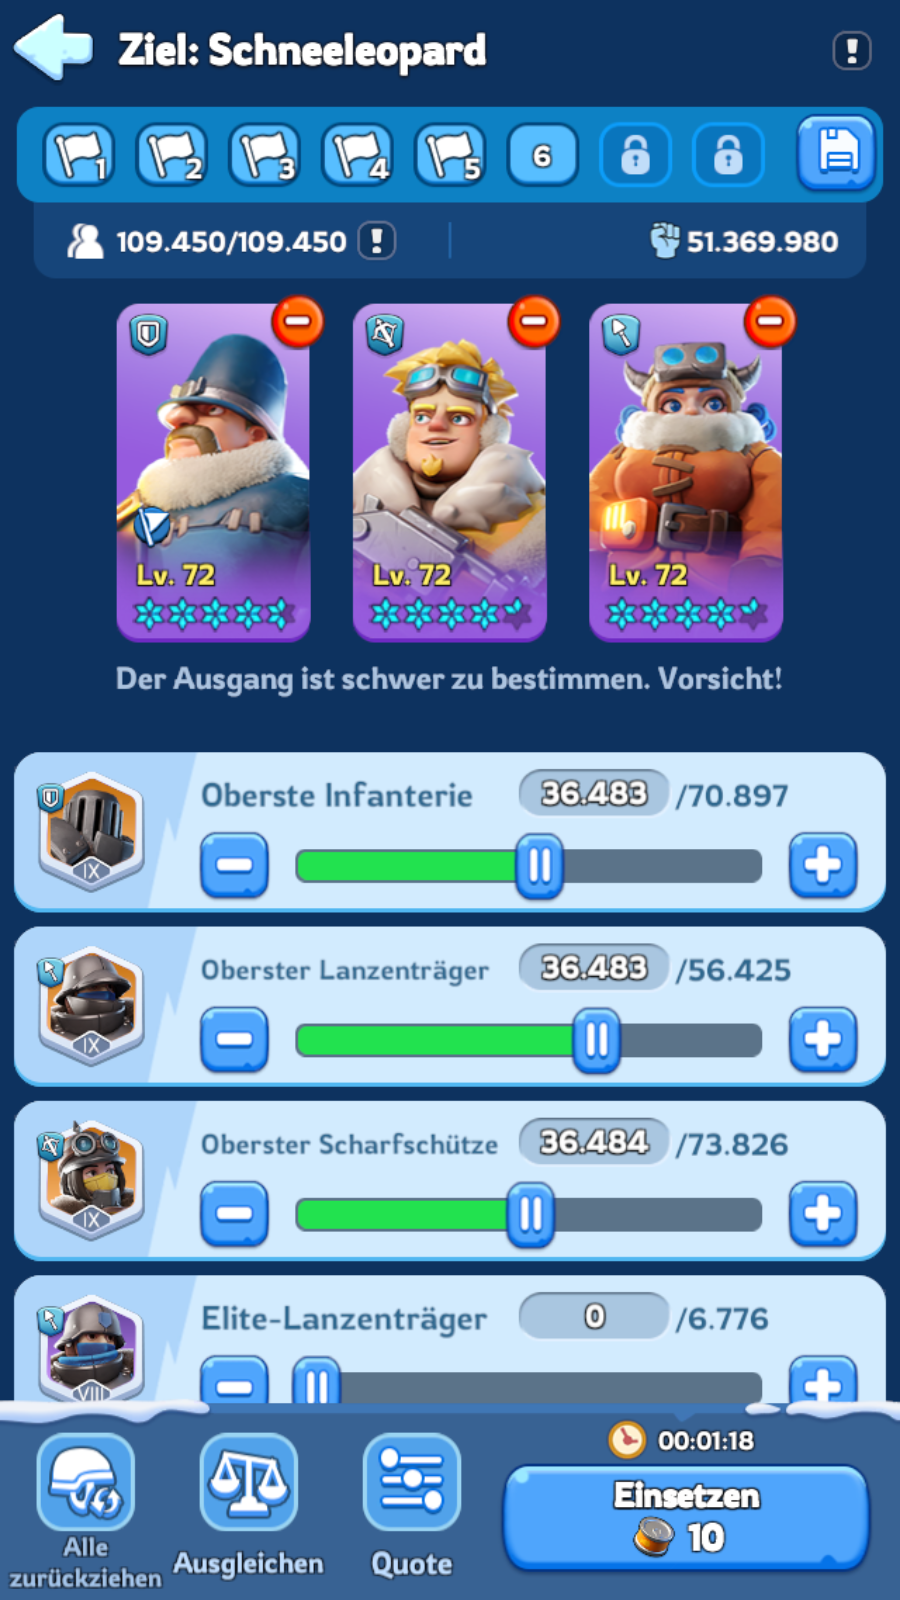 Ziel: Schneeleopard
1 2 3 4 5 6
109.450/109.450 51.369.980
Lv. 72 Lv. 72 Lv. 72
Der Ausgang ist schwer zu bestimmen. Vorsicht!
Oberste Infanterie 36.483 /70.897
IX
Oberster Lanzenträger 36.483 /56.425
IX
Oberster Scharfschütze 36.484 /73.826
IX
Elite-Lanzenträger 0 /6.776
VIII
00:01:18
Einsetzen
10
Alle
zurückziehen
Ausgleichen
Quote